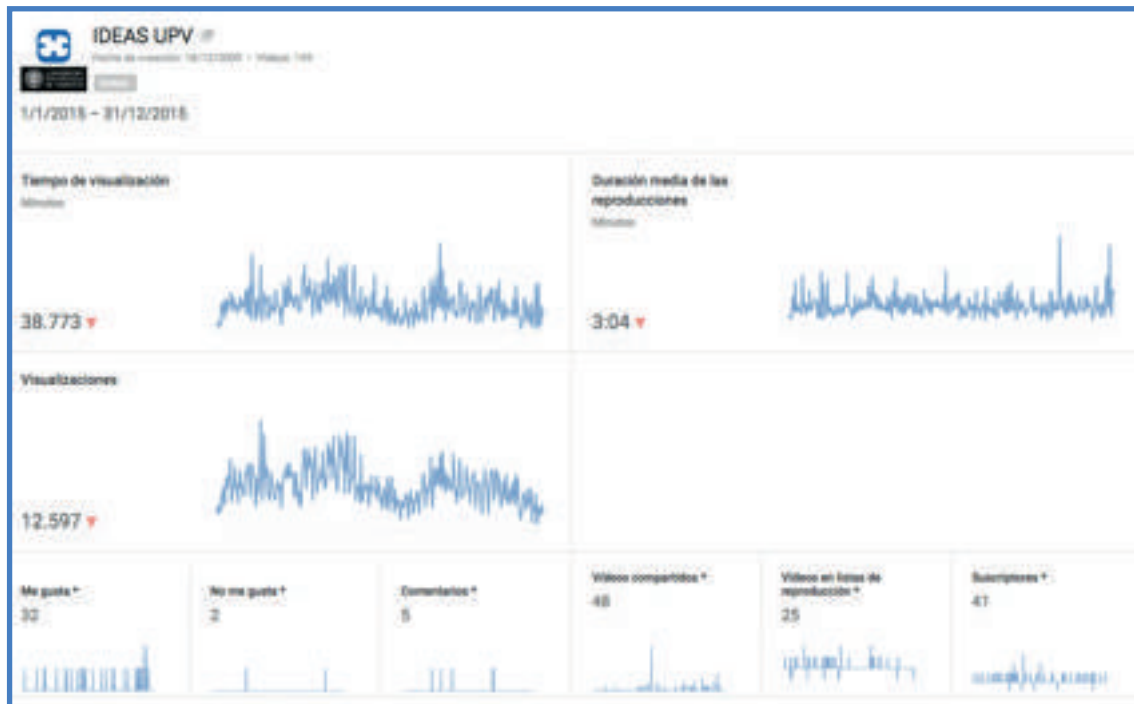 IDEAS UPV
1/1/2015 – 31/12/2015
Tiempo de visualización
Minutos
38.773
Duración media de las
reproducciones
Minutos
3:04
Visualizaciones
12.597
Me gusta *
32
No me gusta *
2
Comentarios *
5
Vídeos compartidos *
48
Vídeos en listas de
reproducción *
25
Suscriptores *
41